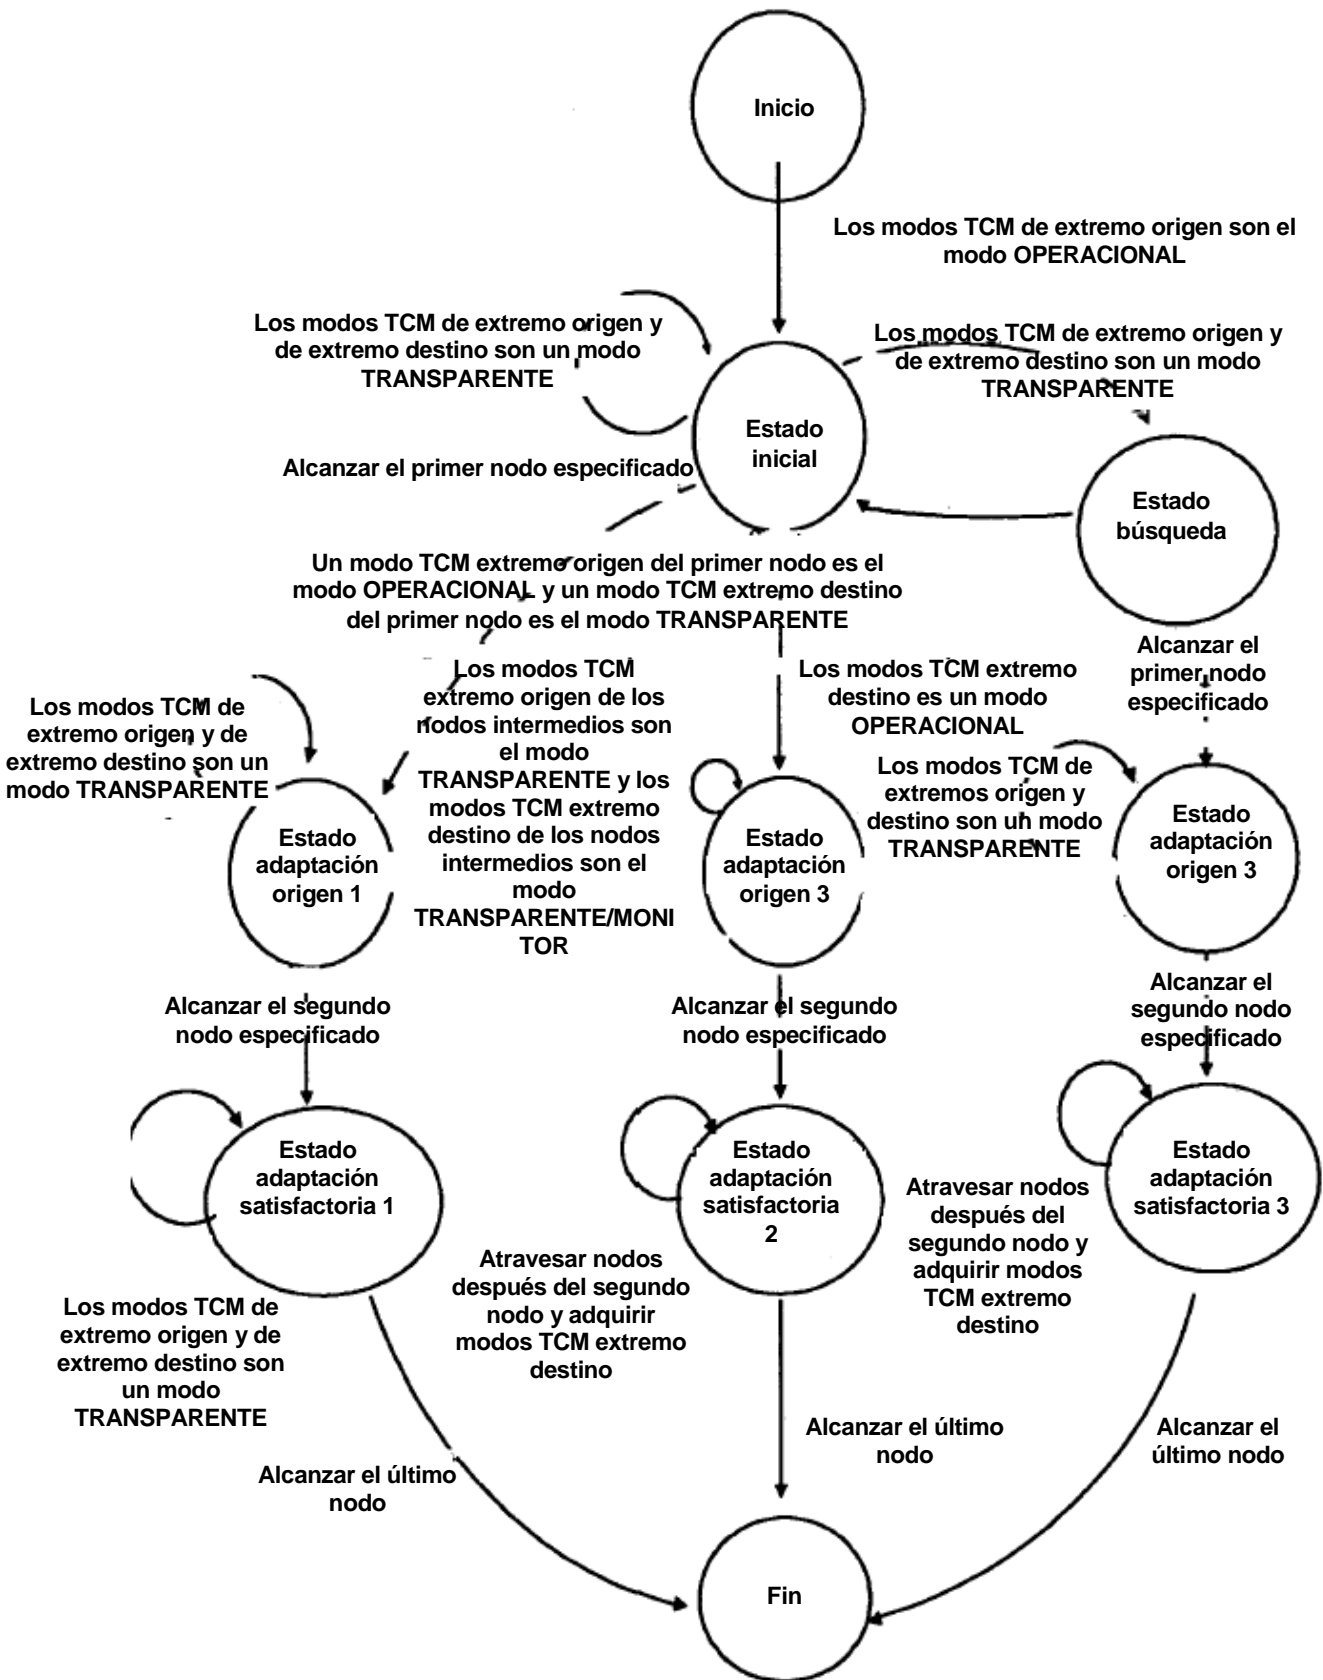 Inicio
Los modos TCM de extremo origen son el
modo OPERACIONAL
Los modos TCM de extremo origen y
de extremo destino son un modo
TRANSPARENTE
Los modos TCM de extremo origen y
de extremo destino son un modo
TRANSPARENTE
Estado
inicial
Alcanzar el primer nodo especificado
Estado
búsqueda
Un modo TCM extremo origen del primer nodo es el
modo OPERACIONAL y un modo TCM extremo destino
del primer nodo es el modo TRANSPARENTE
Alcanzar el
primer nodo
especificado
Los modos TCM de
extremo origen y de
extremo destino son un
modo TRANSPARENTE
Los modos TCM
extremo origen de los
nodos intermedios son
el modo
TRANSPARENTE y los
modos TCM extremo
destino de los nodos
intermedios son el
modo
TRANSPARENTE/MONI
TOR
Los modos TCM extremo
destino es un modo
OPERACIONAL
Los modos TCM de
extremos origen y
destino son un modo
TRANSPARENTE
Estado
adaptación
origen 1
Estado
adaptación
origen 3
Estado
adaptación
origen 3
Alcanzar el segundo
nodo especificado
Alcanzar el segundo
nodo especificado
Alcanzar el
segundo nodo
especificado
Estado
adaptación
satisfactoria 1
Estado
adaptación
satisfactoria
2
Estado
adaptación
satisfactoria 3
Los modos TCM de
extremo origen y de
extremo destino son
un modo
TRANSPARENTE
Atravesar nodos
después del segundo
nodo y adquirir
modos TCM extremo
destino
Atravesar nodos
después del
segundo nodo y
adquirir modos
TCM extremo
destino
Alcanzar el último
nodo
Alcanzar el último
nodo
Alcanzar el
último nodo
Fin